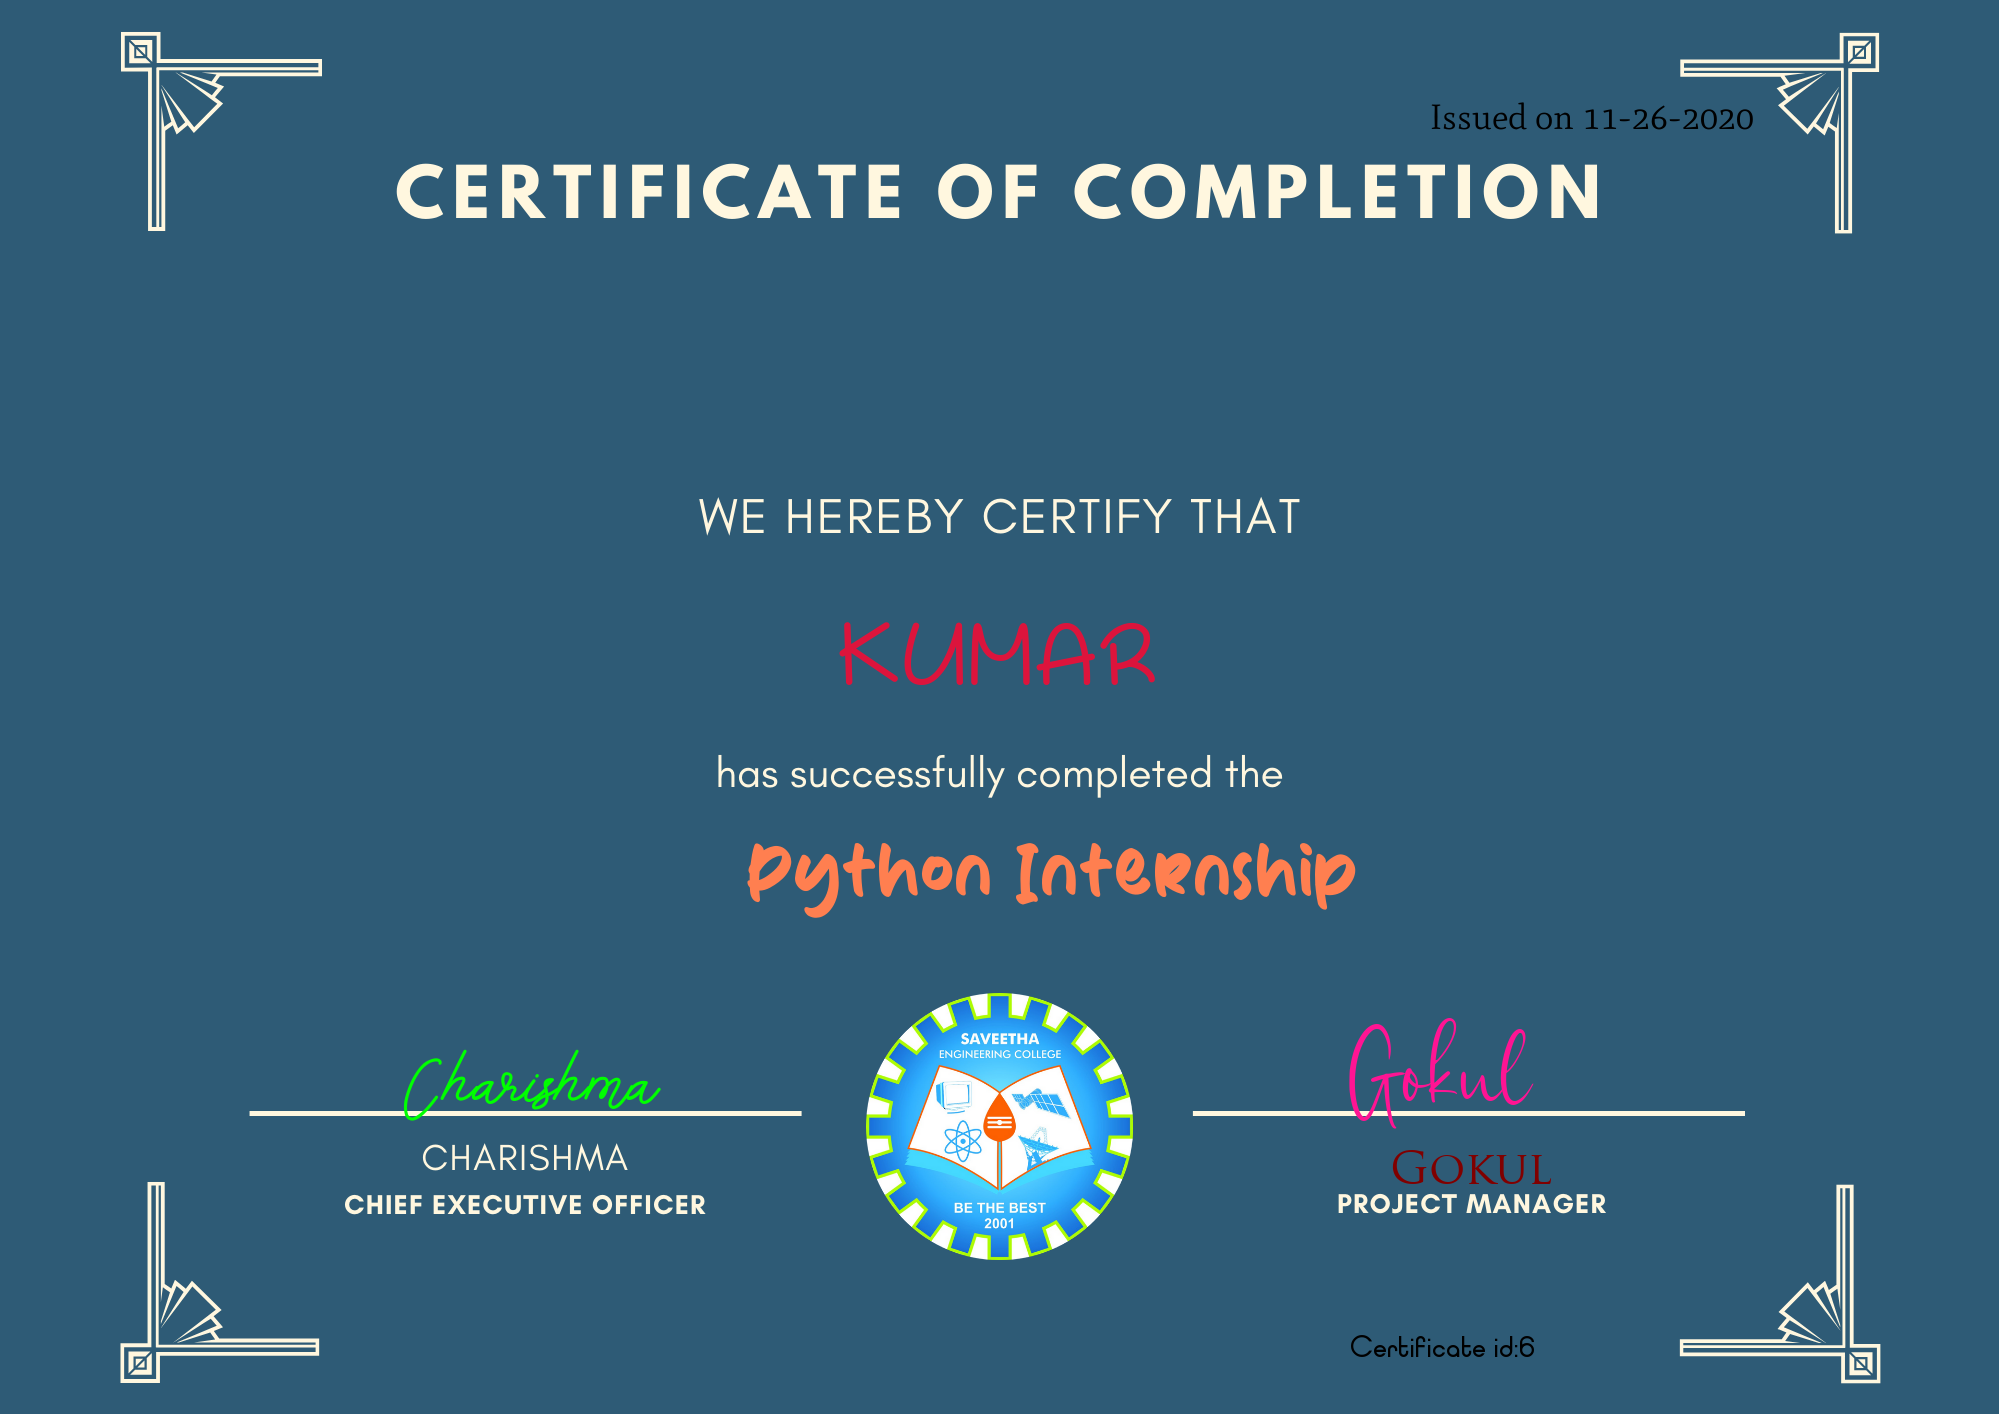 Issued on 11-26-2020
CERTIFICATE OF COMPLETION
WE HEREBY CERTIFY THAT
KUMAR
has successfully completed the
Python Internship
Charishma
CHARISHMA
CHIEF EXECUTIVE OFFICER
SAVEETHA
ENGINEERING COLLEGE
BE THE BEST
2001
Gokul
GOKUL
PROJECT MANAGER
Certificate id:6